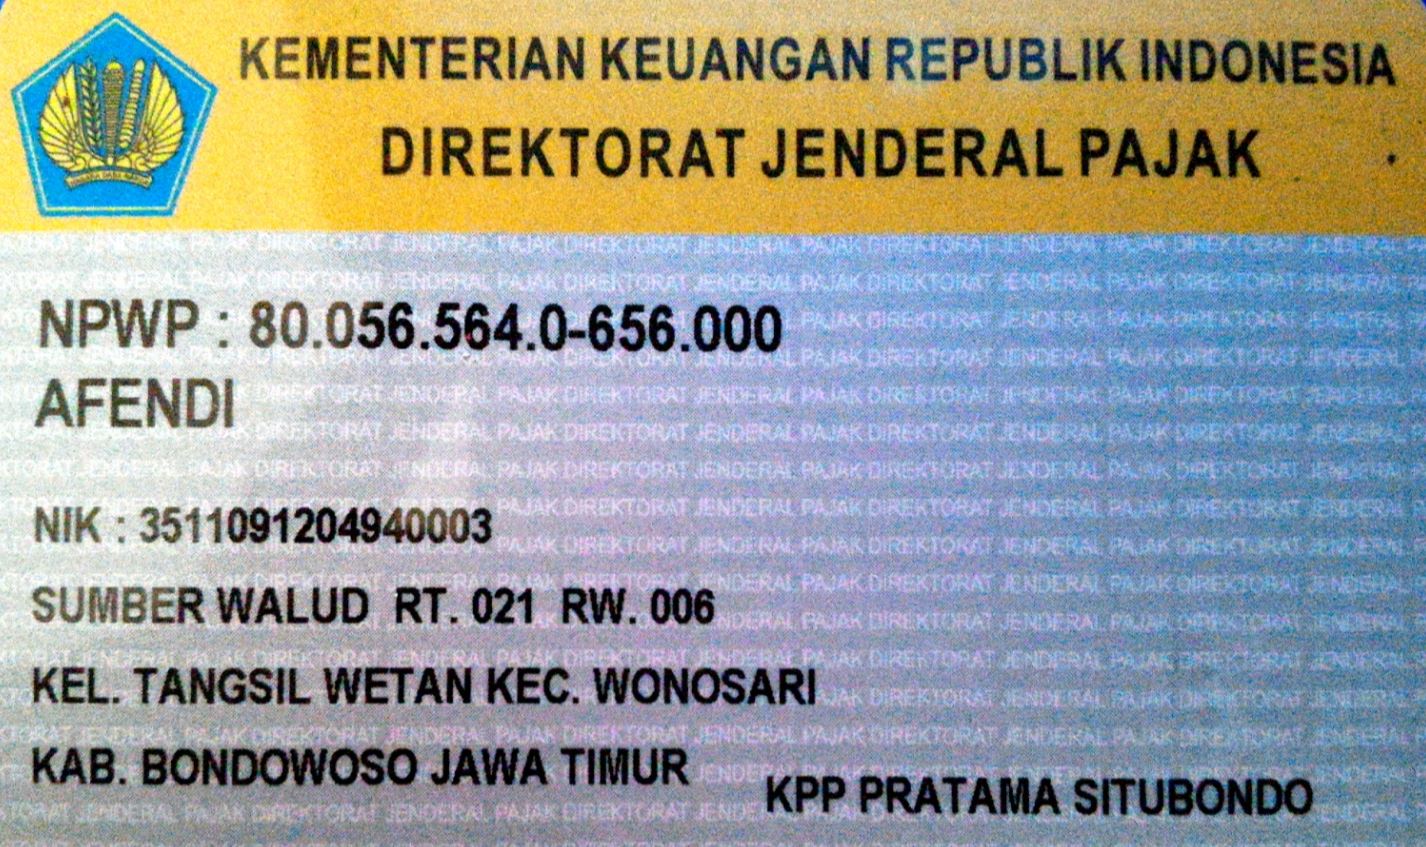 KEMENTERIAN KEUANGAN REPUBLIK INDONESIA
DIREKTORAT JENDERAL PAJAK
NPWP : 80.056.564.0-656.000
AFENDI
NIK : 3511091204940003
SUMBER WALUD RT. 021 RW. 006
KEL. TANGSIL WETAN KEC. WONOSARI
KAB. BONDOWOSO JAWA TIMUR
KPP PRATAMA SITUBONDO